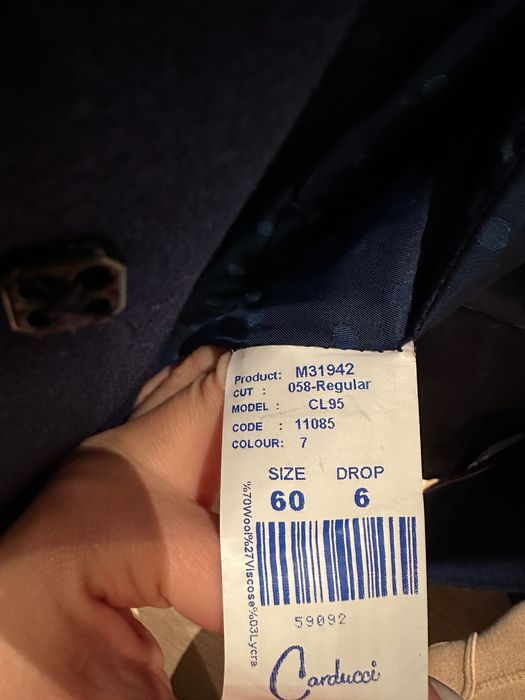 Product: M31942
CUT : 058-Regular
MODEL : CL95
CODE : 11085
COLOUR: 7
SIZE DROP
60 6
%70Wool%27Viscose%03Lycra
59092
Carducci